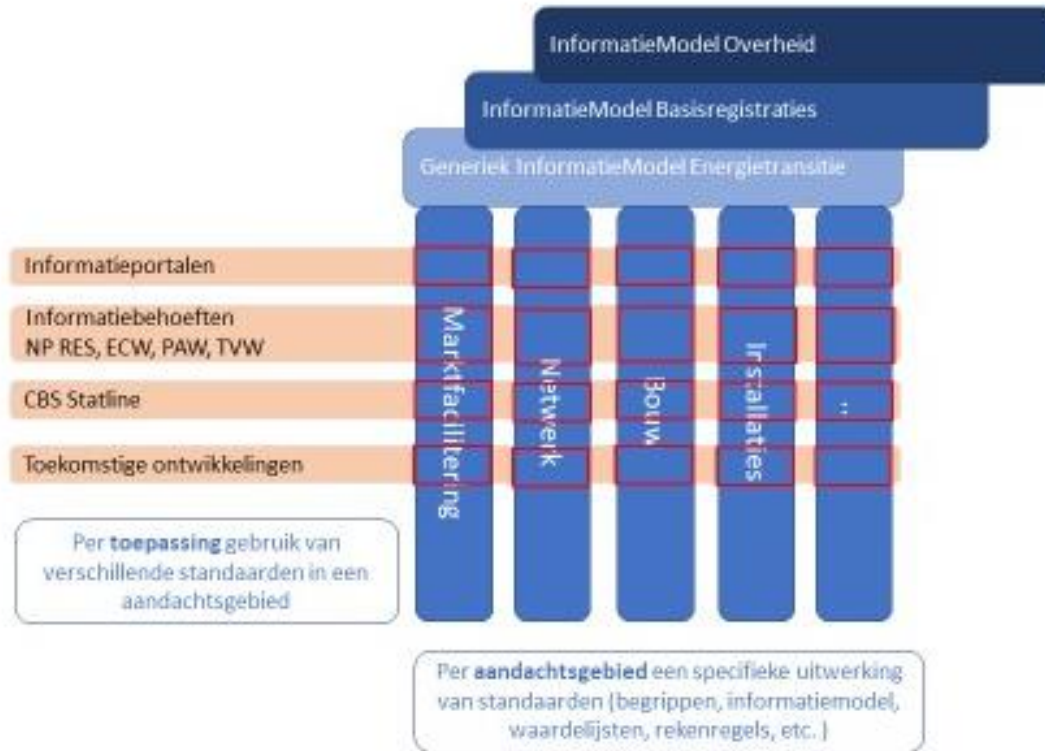 InformatieModel Overheid
InformatieModel Basisregistraties
Generiek InformatieModel Energietransitie
Informatieportalen
Informatiebehoeften
NP RES, ECW, PAW, TVW
CBS Statline
Toekomstige ontwikkelingen
Marktfacilitering
Netwerk
Bouw
Installaties
...
Per toepassing gebruik van
verschillende standaarden in een
aandachtsgebied
Per aandachtsgebied een specifieke uitwerking
van standaarden (begrippen, informatiemodel,
waardelijsten, rekenregels, etc. )